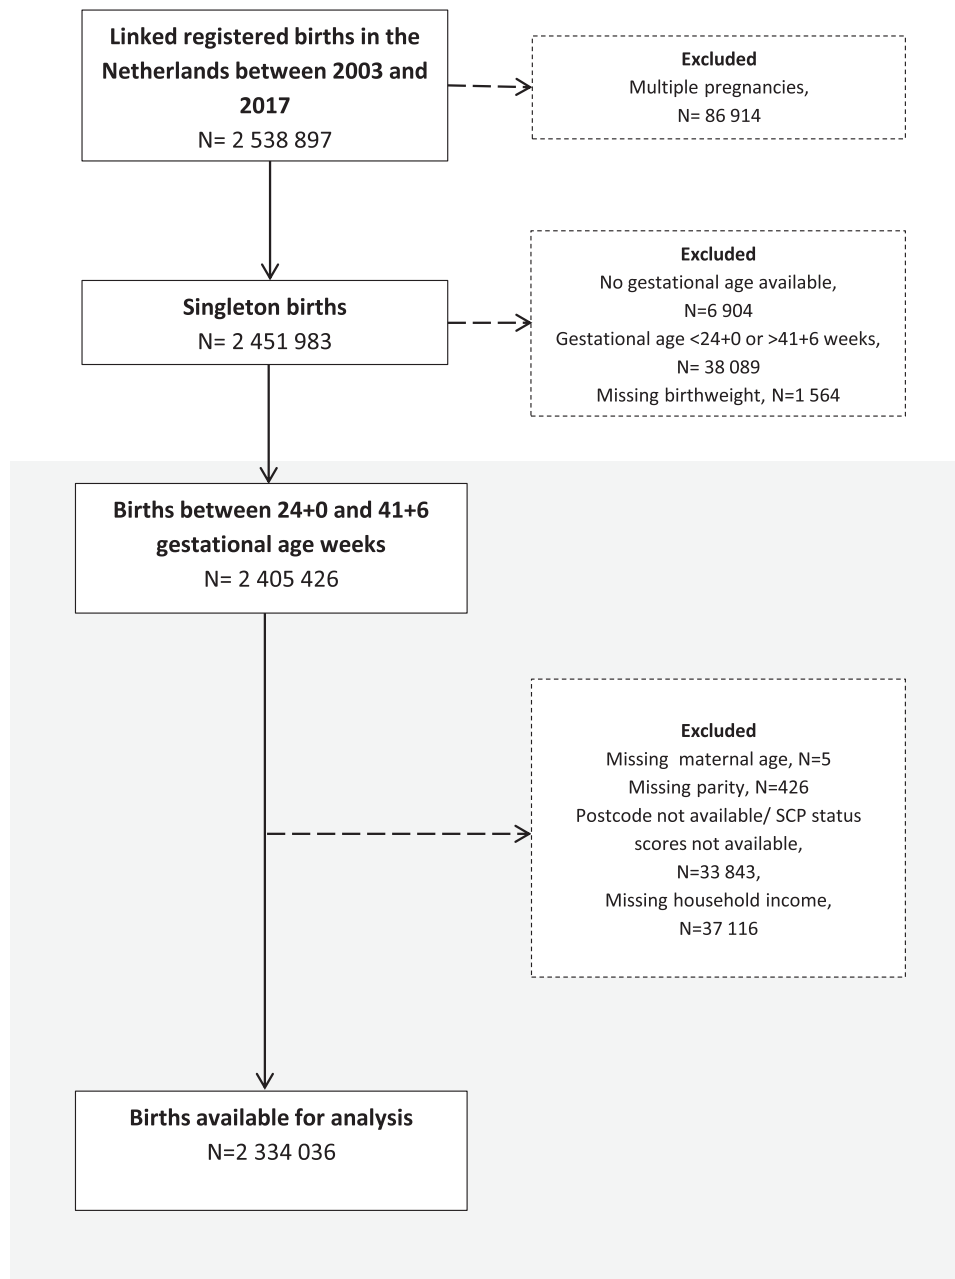 Linked registered births in the
Netherlands between 2003 and
2017
N= 2 538 897
Excluded
Multiple pregnancies,
N= 86 914
Singleton births
N= 2 451 983
Excluded
No gestational age available,
N=6 904
Gestational age <24+0 or >41+6 weeks,
N= 38 089
Missing birthweight, N=1 564
Births between 24+0 and 41+6
gestational age weeks
N= 2 405 426
Excluded
Missing  maternal age, N=5
Missing parity, N=426
Postcode not available/ SCP status
scores not available,
N=33 843,
Missing household income,
N=37 116
Births available for analysis
N=2 334 036